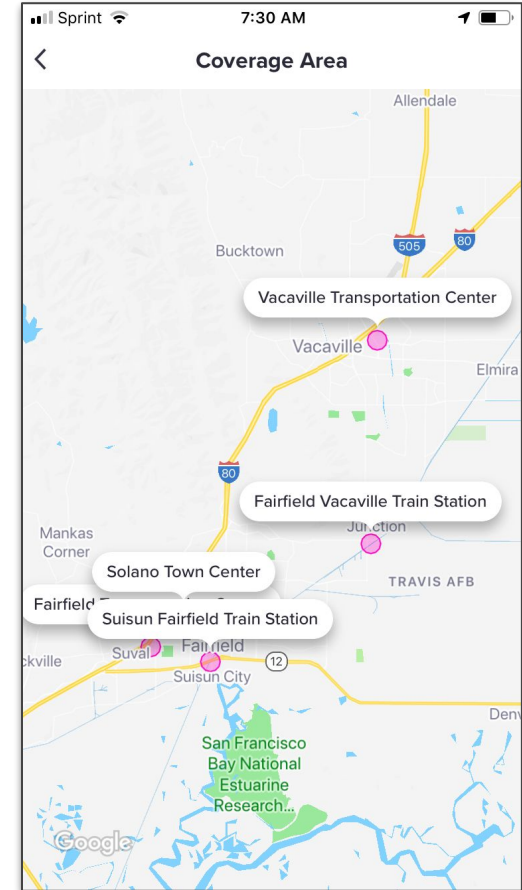 Sprint
7:30 AM
Coverage Area
Allendale
505
80
Bucktown
Vacaville Transportation Center
Vacaville
Elmira
80
Fairfield Vacaville Train Station
Junction
Mankas
Corner
Solano Town Center
TRAVIS AFB
Fairfield
Suisun Fairfield Train Station
Suval
Fairfield
ckville
12
Suisun City
Denv
San Francisco
Bay National
Estuarine
Research...
Google